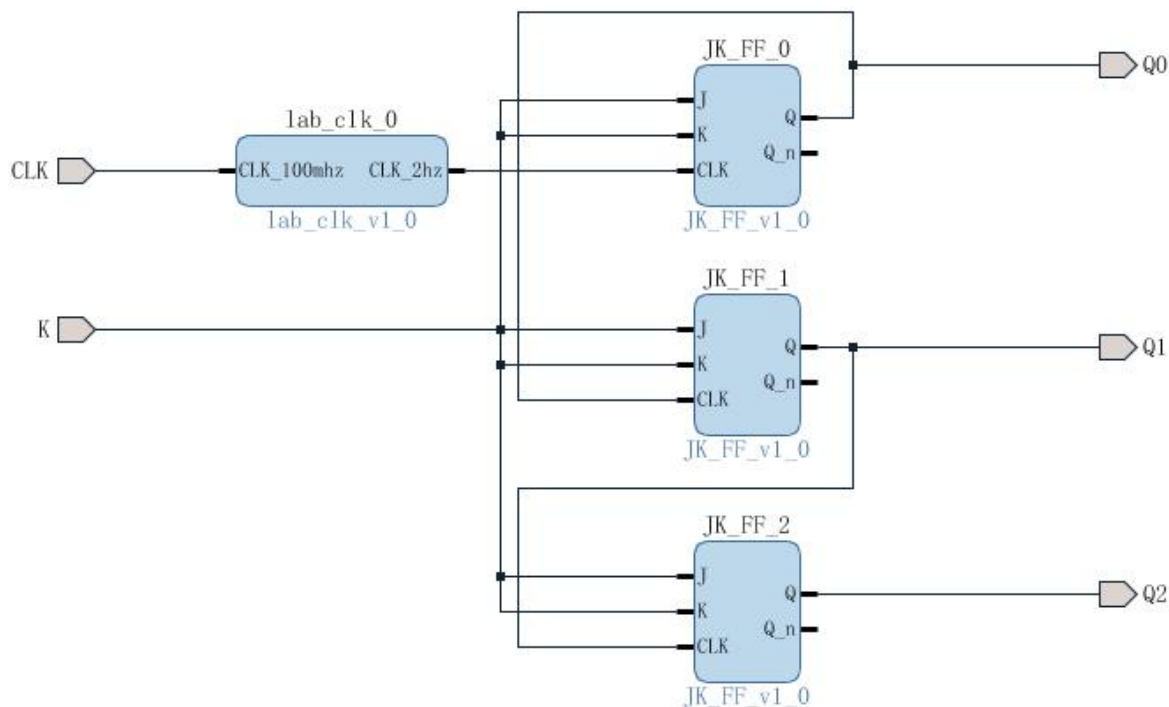 JK_FF_0
Q0
J
Q
K
Q_n
CLK
JK_FF_v1_0
lab_clk_0
CLK
CLK_100mhz CLK_2hz
lab_clk_v1_0
JK_FF_1
K
J
Q
Q1
K
Q_n
CLK
JK_FF_v1_0
JK_FF_2
J
Q
Q2
K
Q_n
CLK
JK_FF_v1_0